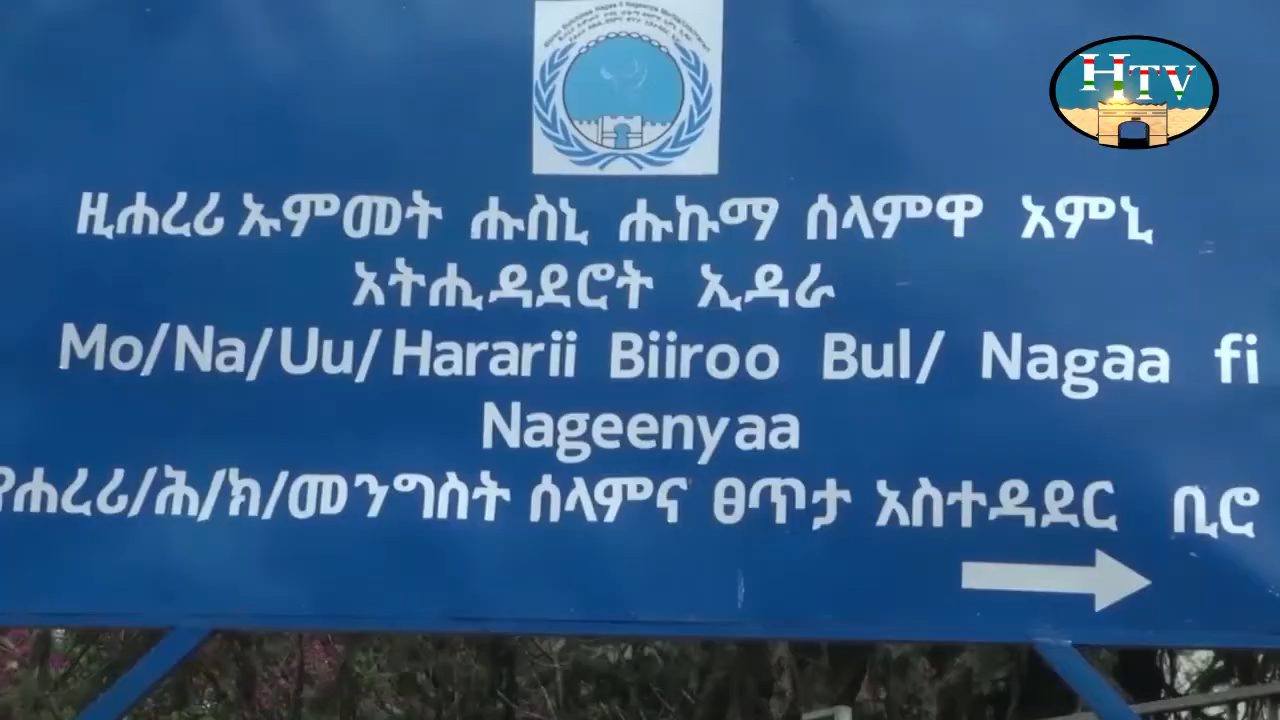 HTV
ዚሐረሪ ኡምመት ሑስኒ ሑኩማ ሰላምዋ አምኒ
አትሒዳደሮት ኢዳራ
Mo/Na/Uu/Hararii Biiroo Bul/ Nagaa fi
Nageenyaa
የሐረሪ/ሕ/ክ/መንግስት ሰላምና ፀጥታ አስተዳደር ቢሮ